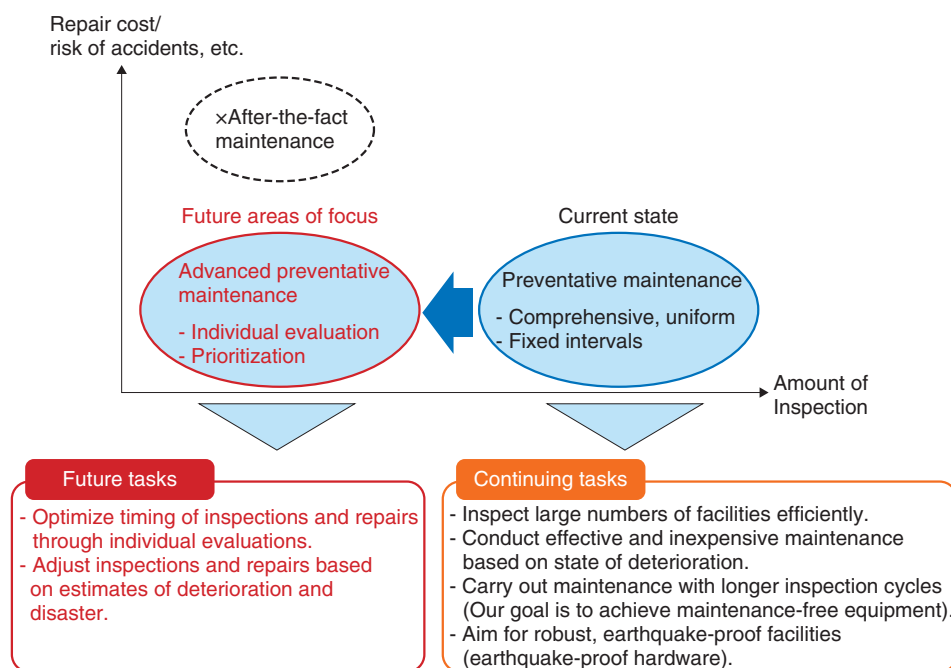 Repair cost/
risk of accidents, etc.
×After-the-fact
maintenance
Future areas of focus
Current state
Advanced preventative
maintenance
- Individual evaluation
- Prioritization
Preventative maintenance
- Comprehensive, uniform
- Fixed intervals
Amount of
Inspection
Future tasks
- Optimize timing of inspections and repairs
through individual evaluations.
- Adjust inspections and repairs based
on estimates of deterioration and
disaster.
Continuing tasks
- Inspect large numbers of facilities efficiently.
- Conduct effective and inexpensive maintenance
based on state of deterioration.
- Carry out maintenance with longer inspection cycles
(Our goal is to achieve maintenance-free equipment).
- Aim for robust, earthquake-proof facilities
(earthquake-proof hardware).